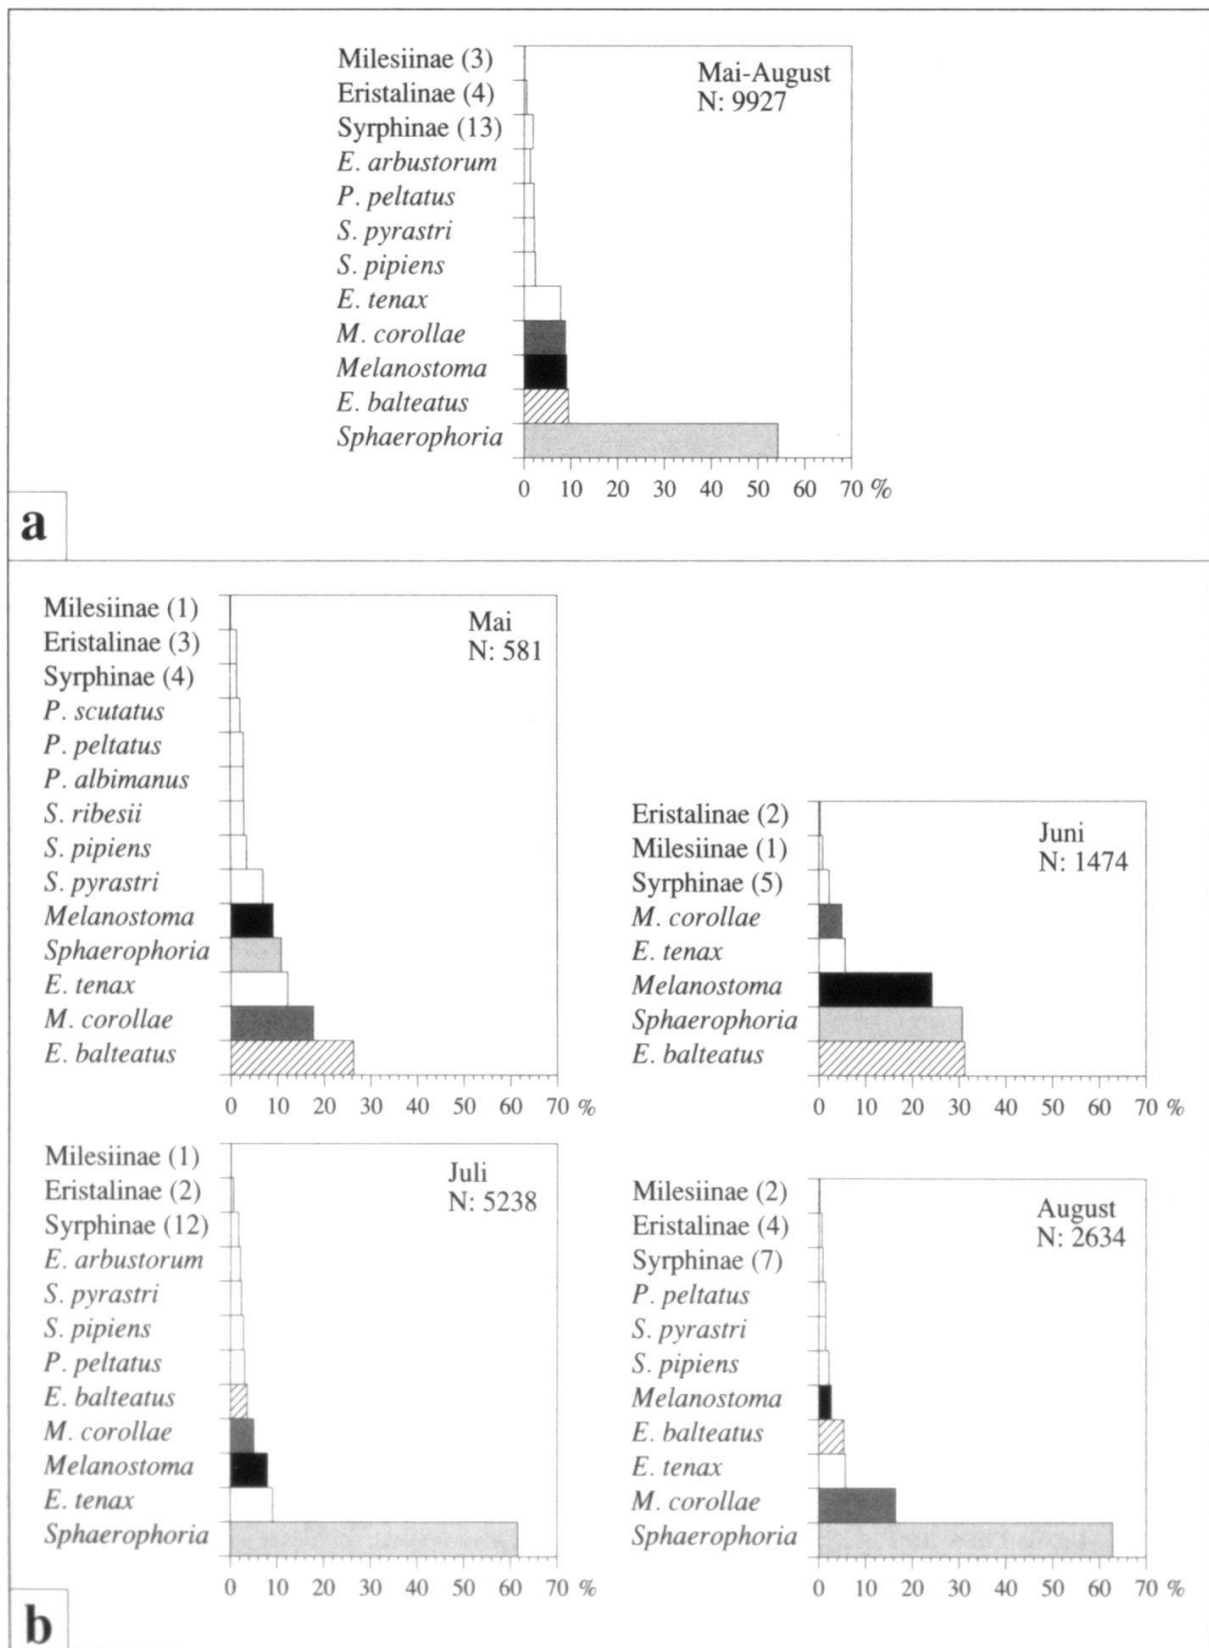 Milesiinae (3)
Eristalinae (4)
Syrphinae (13)
E. arbustorum
P. peltatus
S. pyrastri
S. pipiens
E. tenax
M. corollae
Melanostoma
E. balteatus
Sphaerophoria
Mai-August
N: 9927
0 10 20 30 40 50 60 70 %
a
Milesiinae (1)
Eristalinae (3)
Syrphinae (4)
P. scutatus
P. peltatus
P. albimanus
S. ribesii
S. pipiens
S. pyrastri
Melanostoma
Sphaerophoria
E. tenax
M. corollae
E. balteatus
Mai
N: 581
0 10 20 30 40 50 60 70 %
Eristalinae (2)
Milesiinae (1)
Syrphinae (5)
M. corollae
E. tenax
Melanostoma
Sphaerophoria
E. balteatus
Juni
N: 1474
0 10 20 30 40 50 60 70 %
Milesiinae (1)
Eristalinae (2)
Syrphinae (12)
E. arbustorum
S. pyrastri
S. pipiens
P. peltatus
E. balteatus
M. corollae
Melanostoma
E. tenax
Sphaerophoria
Juli
N: 5238
0 10 20 30 40 50 60 70 %
Milesiinae (2)
Eristalinae (4)
Syrphinae (7)
P. peltatus
S. pyrastri
S. pipiens
Melanostoma
E. balteatus
E. tenax
M. corollae
Sphaerophoria
August
N: 2634
0 10 20 30 40 50 60 70 %
b